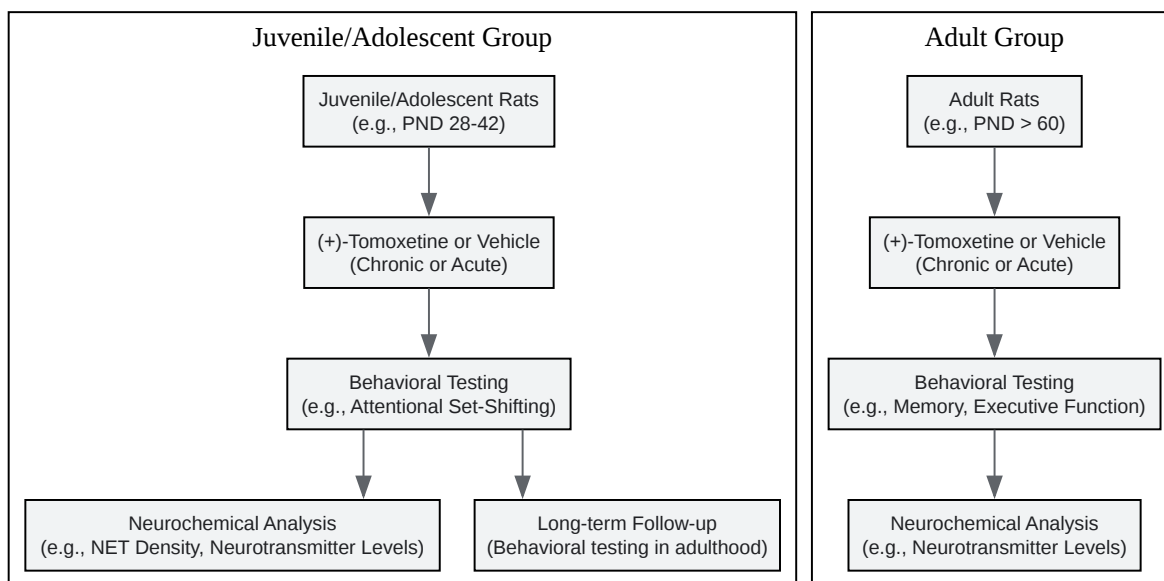 Juvenile/Adolescent Group
Juvenile/Adolescent Rats
(e.g., PND 28-42)
(+)-Tomoxetine or Vehicle
(Chronic or Acute)
Behavioral Testing
(e.g., Attentional Set-Shifting)
Neurochemical Analysis
(e.g., NET Density, Neurotransmitter Levels)
Long-term Follow-up
(Behavioral testing in adulthood)
Adult Group
Adult Rats
(e.g., PND > 60)
(+)-Tomoxetine or Vehicle
(Chronic or Acute)
Behavioral Testing
(e.g., Memory, Executive Function)
Neurochemical Analysis
(e.g., Neurotransmitter Levels)